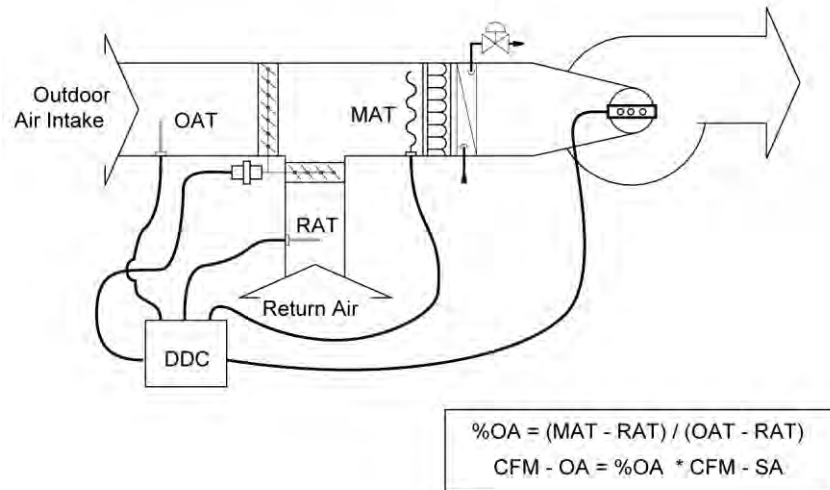 Outdoor
Air Intake
OAT
MAT
RAT
Return Air
DDC
%OA = (MAT - RAT) / (OAT - RAT)
CFM - OA = %OA * CFM - SA